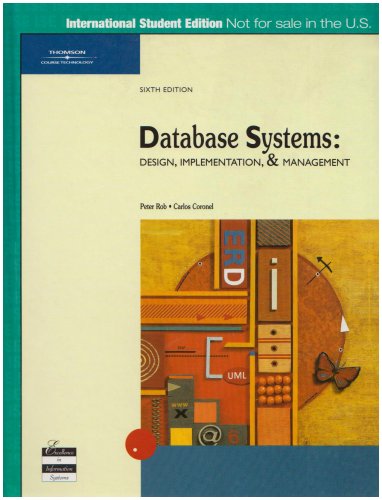 International Student Edition Not for sale in the U.S.
THOMSON
COURSE TECHNOLOGY
SIXTH EDITION
Database Systems:
DESIGN, IMPLEMENTATION, & MANAGEMENT
Peter Rob • Carlos Coronel
ERD
i
UML
www
x
@
6
Excellence
in
Information
Systems